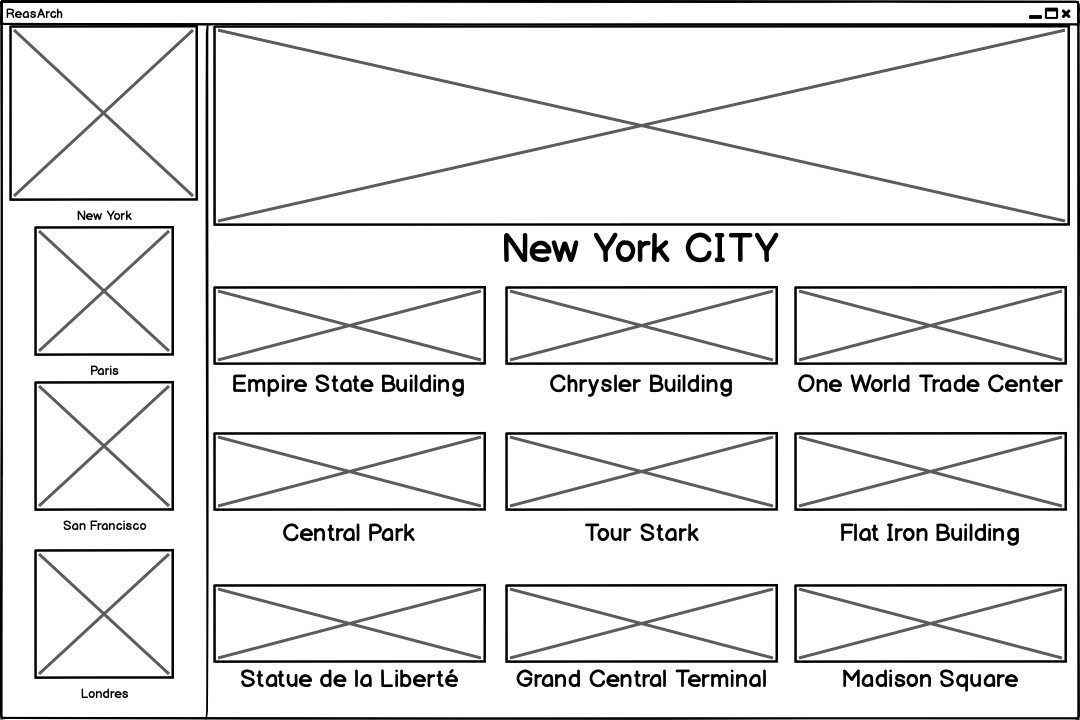 ReasArch
New York
Paris
San Francisco
Londres
New York CITY
Empire State Building
Chrysler Building
One World Trade Center
Central Park
Tour Stark
Flat Iron Building
Statue de la Liberté
Grand Central Terminal
Madison Square